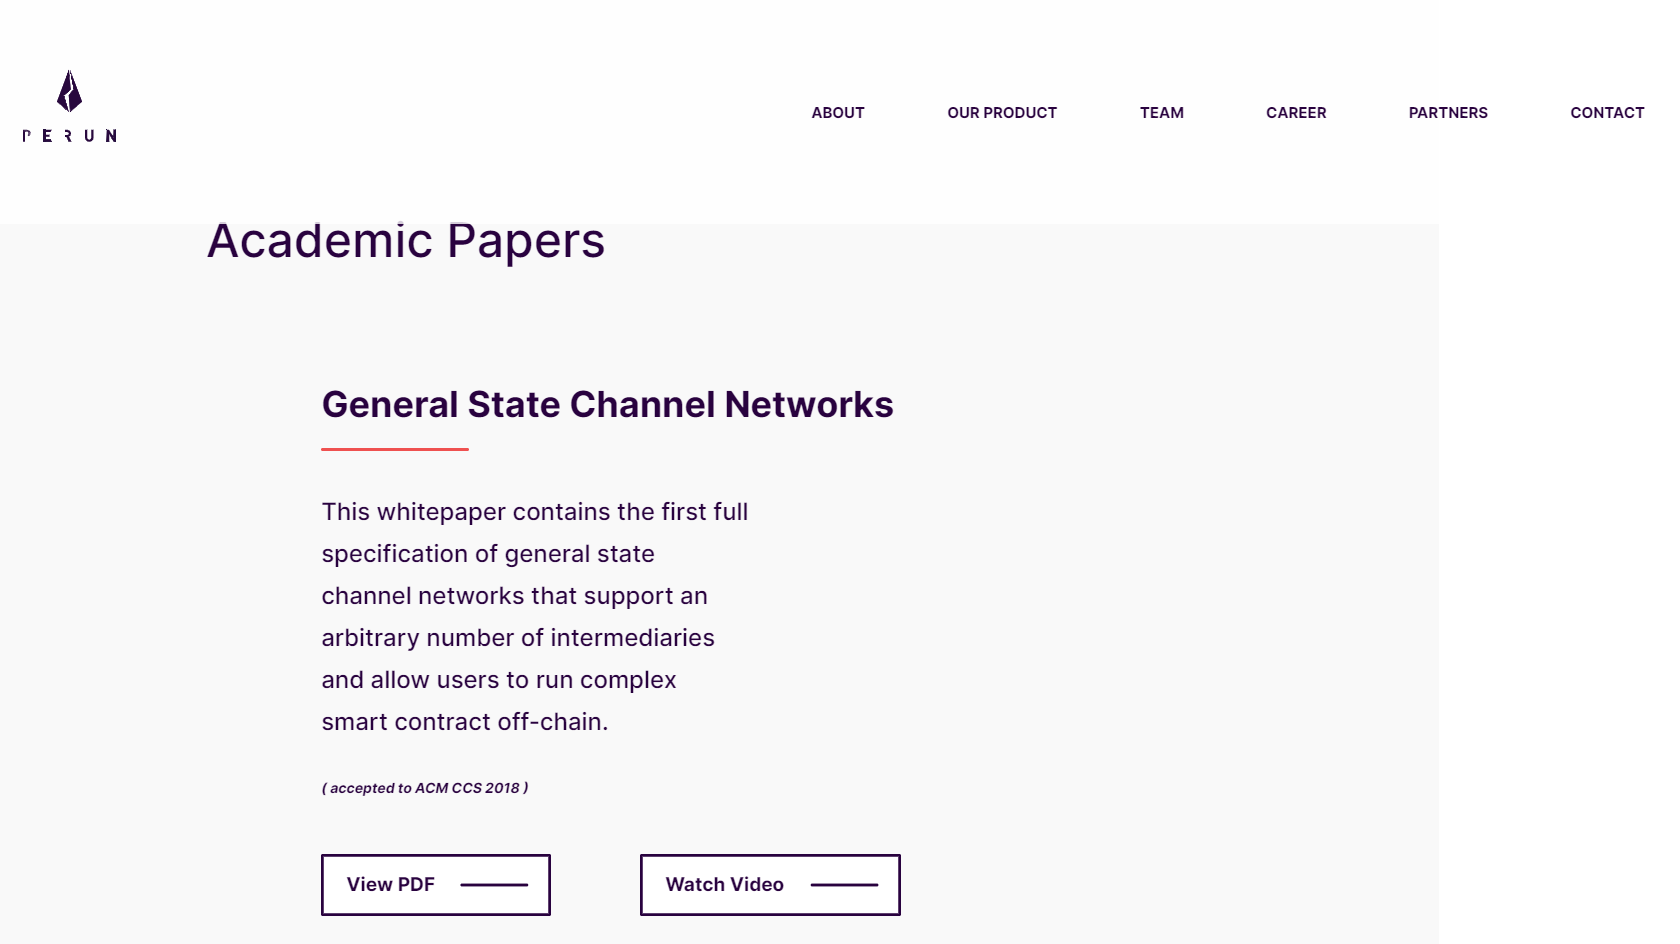 PERUN
ABOUT
OUR PRODUCT
TEAM
CAREER
PARTNERS
CONTACT
Academic Papers
General State Channel Networks
This whitepaper contains the first full
specification of general state
channel networks that support an
arbitrary number of intermediaries
and allow users to run complex
smart contract off-chain.
( accepted to ACM CCS 2018 )
View PDF
Watch Video